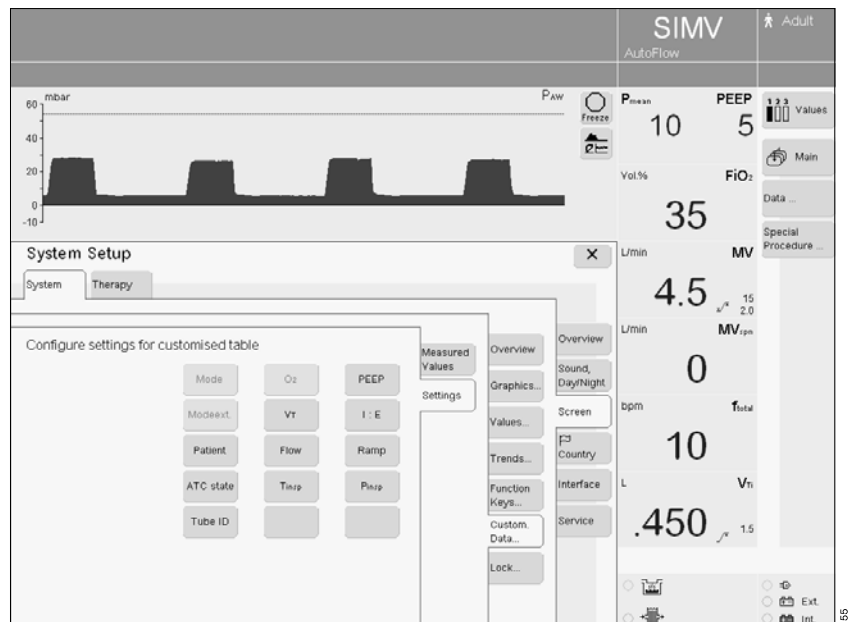 SIMV
AutoFlow
Adult
mbar
PAW
60
40
20
0
-10
Freeze
Pmean PEEP
10 5
Vol.% FiO2
35
L/min MV
4.5
15
2.0
L/min MVspn
0
bpm ftotal
10
L VTi
.450
1.5
1 2 3
Values
Main
Data ...
Special
Procedure ...
System Setup
System
Therapy
Configure settings for customised table
Mode O2 PEEP
Modeext. VT I : E
Patient Flow Ramp
ATC state Tinsp Pinsp
Tube ID
Measured
Values
Settings
Overview
Graphics...
Values...
Trends...
Function
Keys...
Custom.
Data...
Lock...
Overview
Sound,
Day/Night
Screen
Country
Interface
Service
Ext.
Int.
55